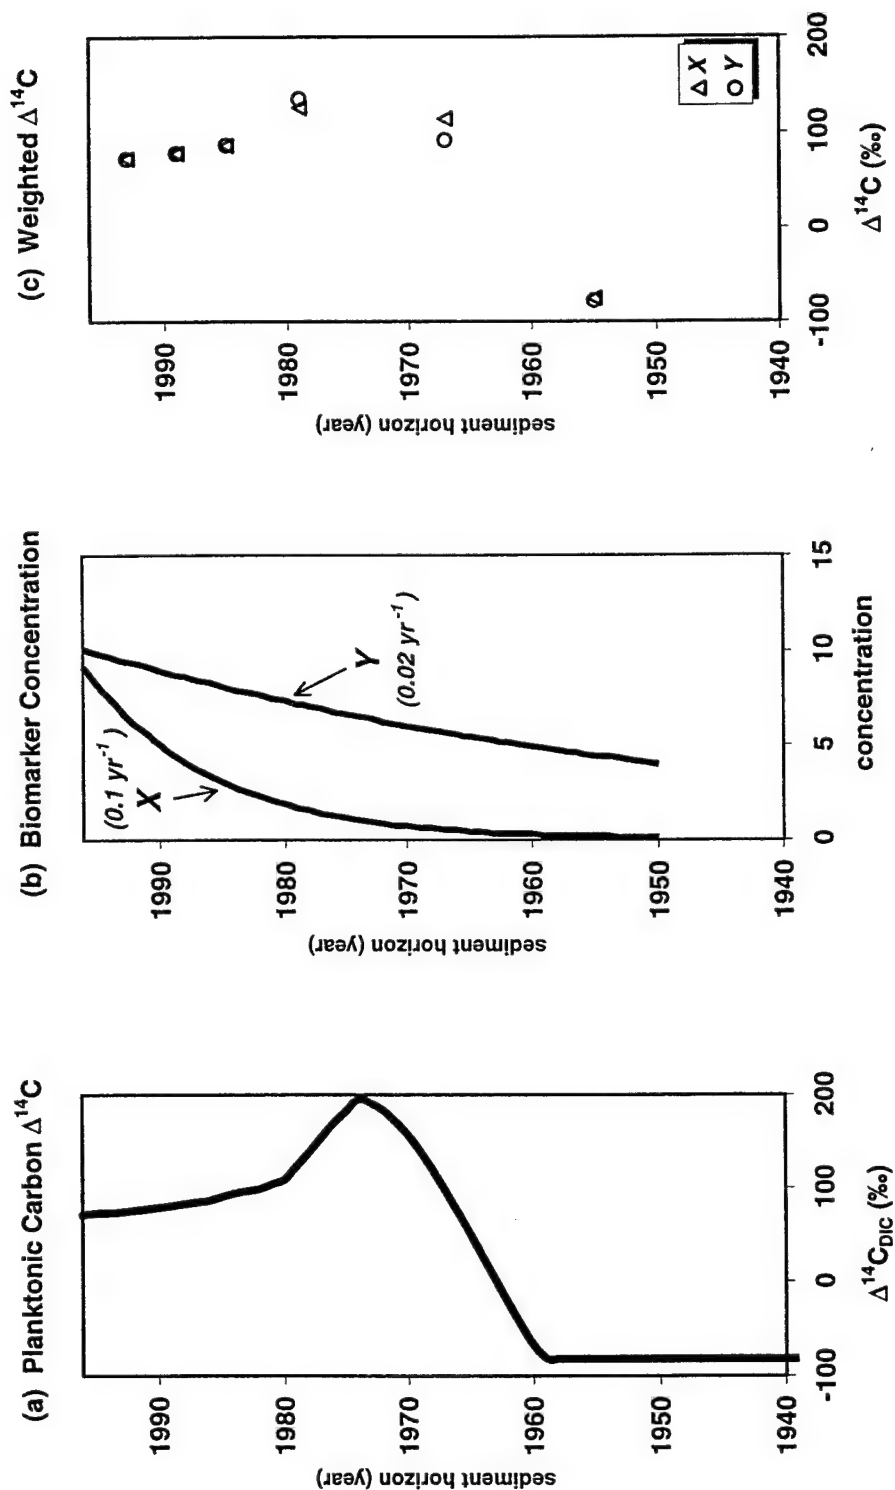 (a) Planktonic Carbon Δ¹⁴C
sediment horizon (year)
1990
1980
1970
1960
1950
1940
-100
0
100
200
Δ¹⁴C_DIC (‰)
(b) Biomarker Concentration
sediment horizon (year)
1990
1980
1970
1960
1950
1940
(0.1 yr⁻¹)
X
Y
(0.02 yr⁻¹)
0
5
10
15
concentration
(c) Weighted Δ¹⁴C
sediment horizon (year)
1990
1980
1970
1960
1950
1940
Δ X
○ Y
-100
0
100
200
Δ¹⁴C (‰)